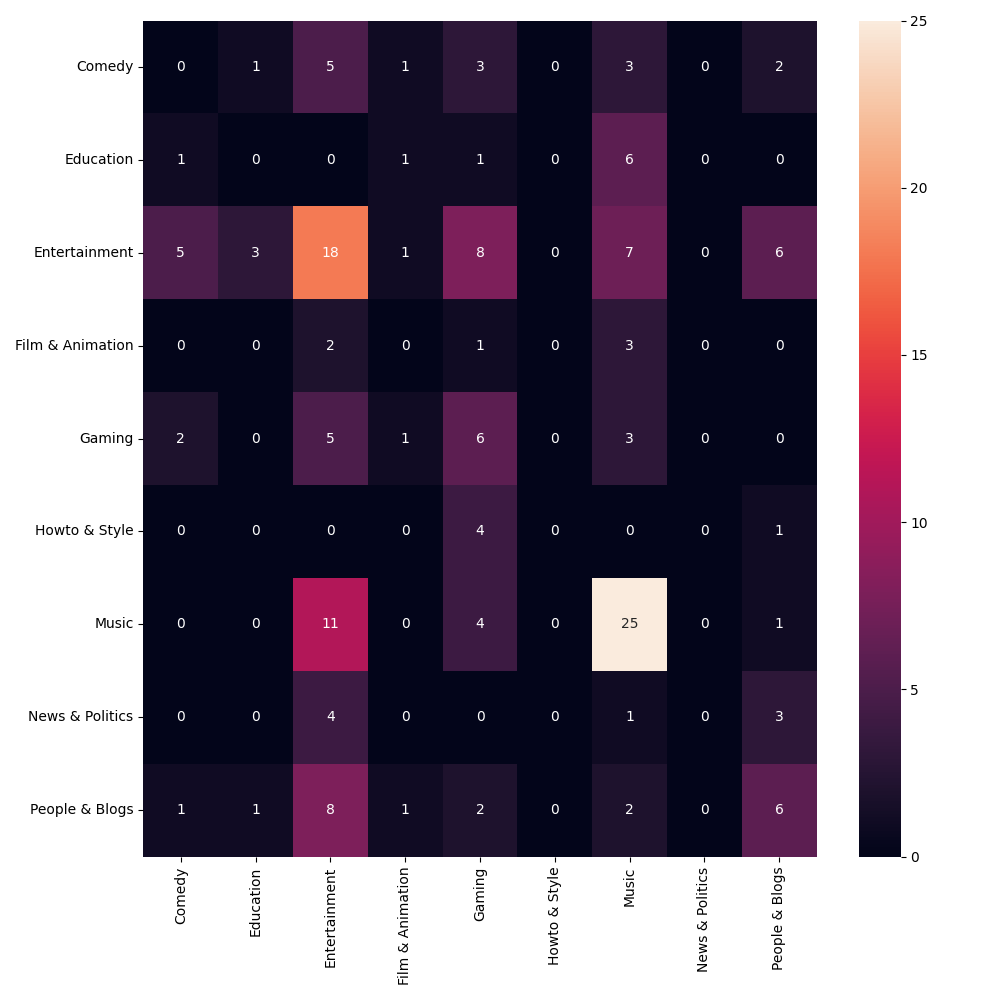 Comedy 0 1 5 1 3 0 3 0 2
Education 1 0 0 1 1 0 6 0 0
Entertainment 5 3 18 1 8 0 7 0 6
Film & Animation 0 0 2 0 1 0 3 0 0
Gaming 2 0 5 1 6 0 3 0 0
Howto & Style 0 0 0 0 4 0 0 0 1
Music 0 0 11 0 4 0 25 0 1
News & Politics 0 0 4 0 0 0 1 0 3
People & Blogs 1 1 8 1 2 0 2 0 6
Comedy
Education
Entertainment
Film & Animation
Gaming
Howto & Style
Music
News & Politics
People & Blogs
25
20
15
10
5
0